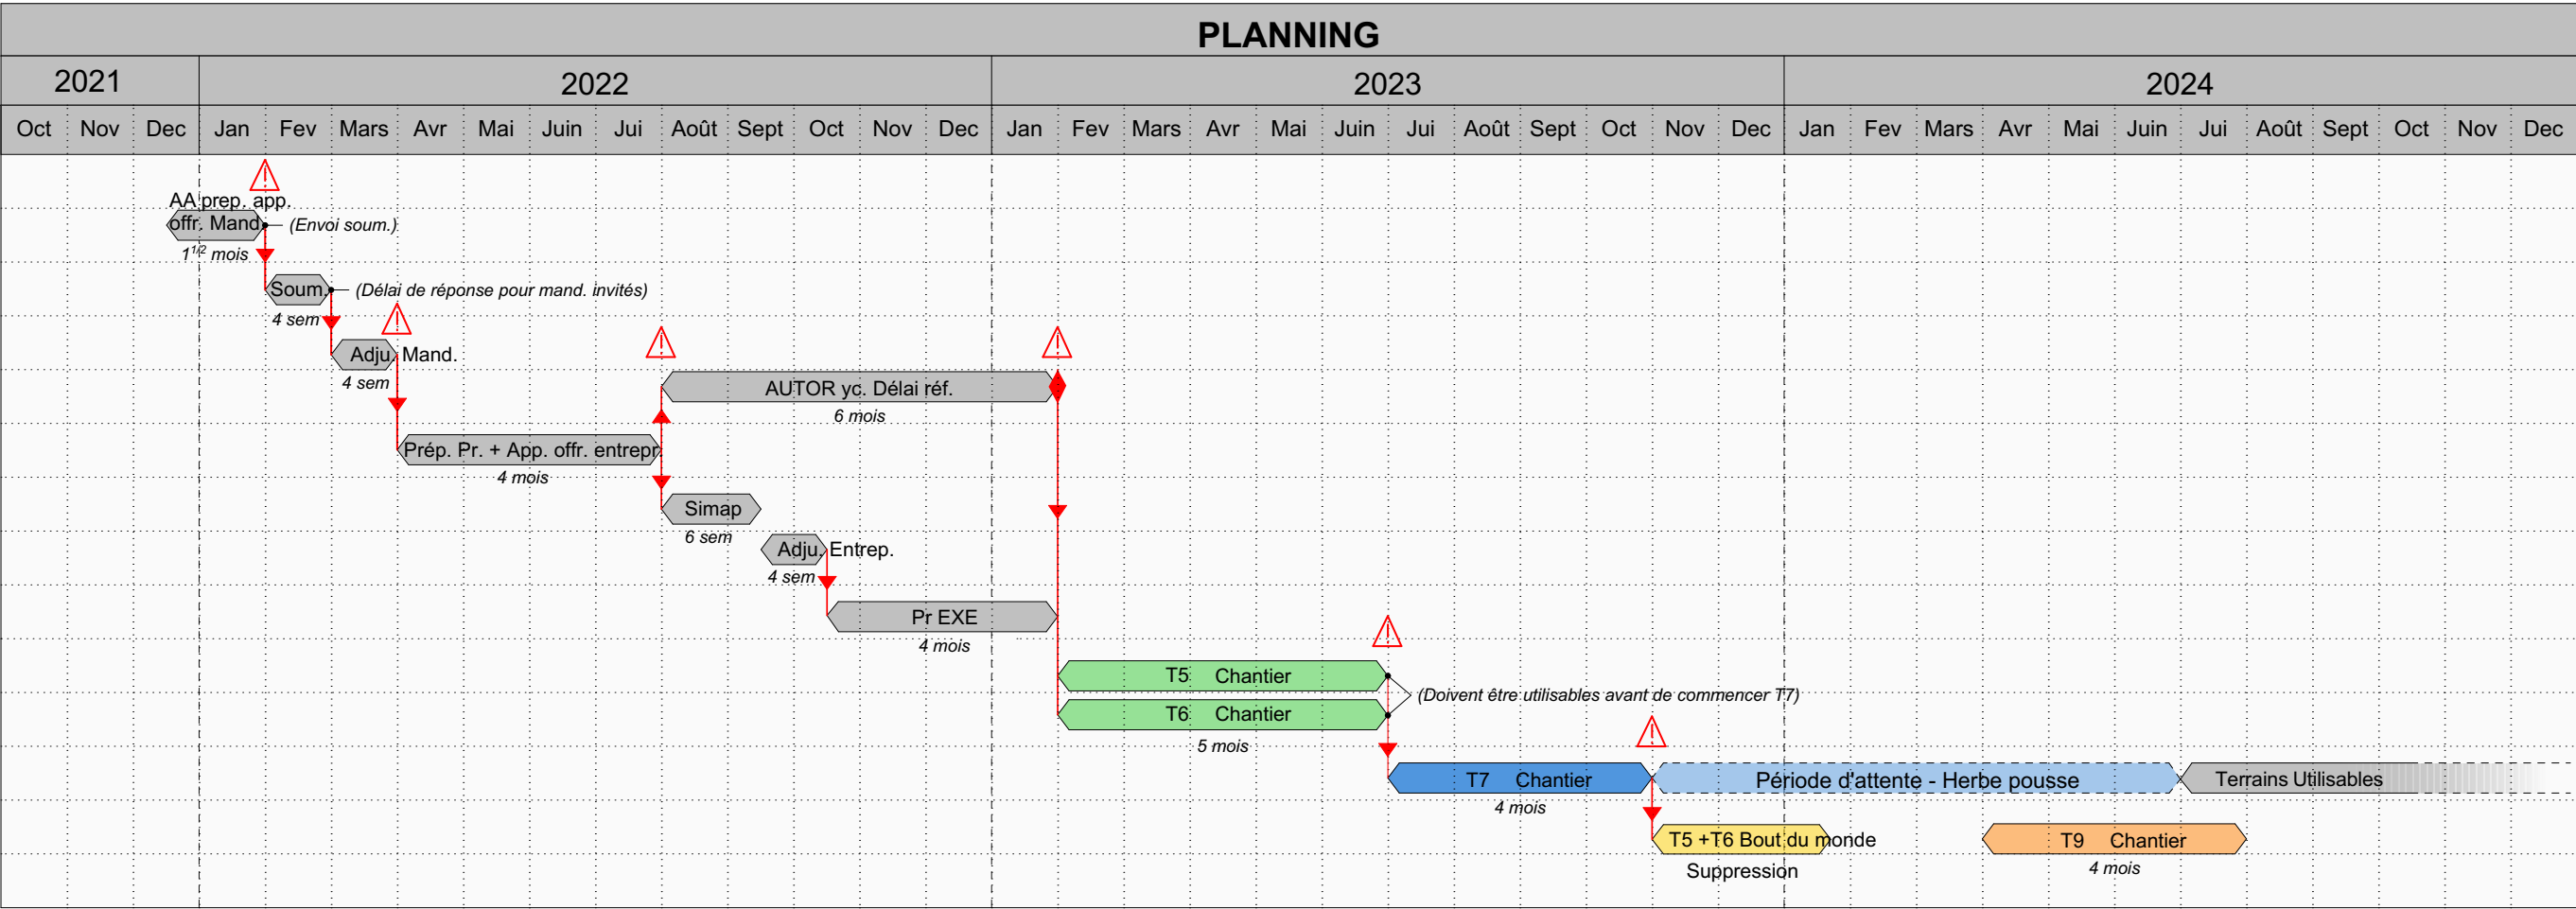 PLANNING
2021 2022 2023 2024
Oct Nov Dec Jan Fev Mars Avr Mai Juin Jui Août Sept Oct Nov Dec Jan Fev Mars Avr Mai Juin Jui Août Sept Oct Nov Dec Jan Fev Mars Avr Mai Juin Jui Août Sept Oct Nov Dec
AA prep. app.
offr. Mand. (Envoi soum.)
1 1/2 mois
Soum. (Délai de réponse pour mand. invités)
4 sem
Adju. Mand.
4 sem
AUTOR yc. Délai réf.
6 mois
Prép. Pr. + App. offr. entrepr.
4 mois
Simap
6 sem
Adju. Entrep.
4 sem
Pr EXE
4 mois
T5 Chantier
(Doivent être utilisables avant de commencer T7)
T6 Chantier
5 mois
T7 Chantier Période d'attente - Herbe pousse Terrains Utilisables
4 mois
T5 +T6 Bout du monde T9 Chantier
Suppression 4 mois